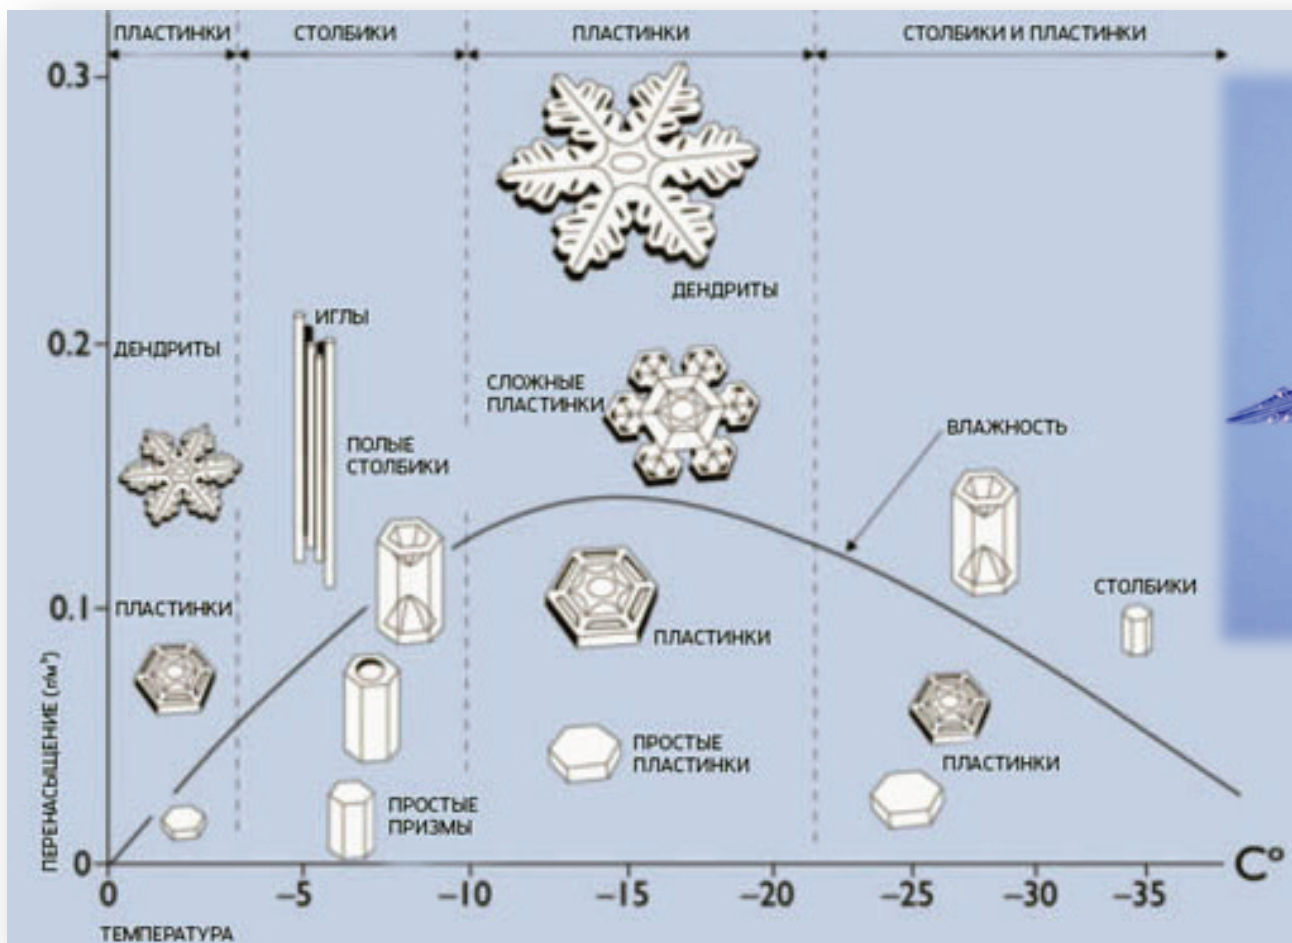 ПЛАСТИНКИ
СТОЛБИКИ
ПЛАСТИНКИ
СТОЛБИКИ И ПЛАСТИНКИ
0.3
ДЕНДРИТЫ
ИГЛЫ
0.2
ДЕНДРИТЫ
СЛОЖНЫЕ
ПЛАСТИНКИ
ПОЛЫЕ
СТОЛБИКИ
ВЛАЖНОСТЬ
СТОЛБИКИ
0.1
ПЛАСТИНКИ
ПЛАСТИНКИ
ПЕРЕНАСЫЩЕНИЕ (г/м³)
ПРОСТЫЕ
ПЛАСТИНКИ
ПЛАСТИНКИ
ПРОСТЫЕ
ПРИЗМЫ
0
C°
0
-5
-10
-15
-20
-25
-30
-35
ТЕМПЕРАТУРА